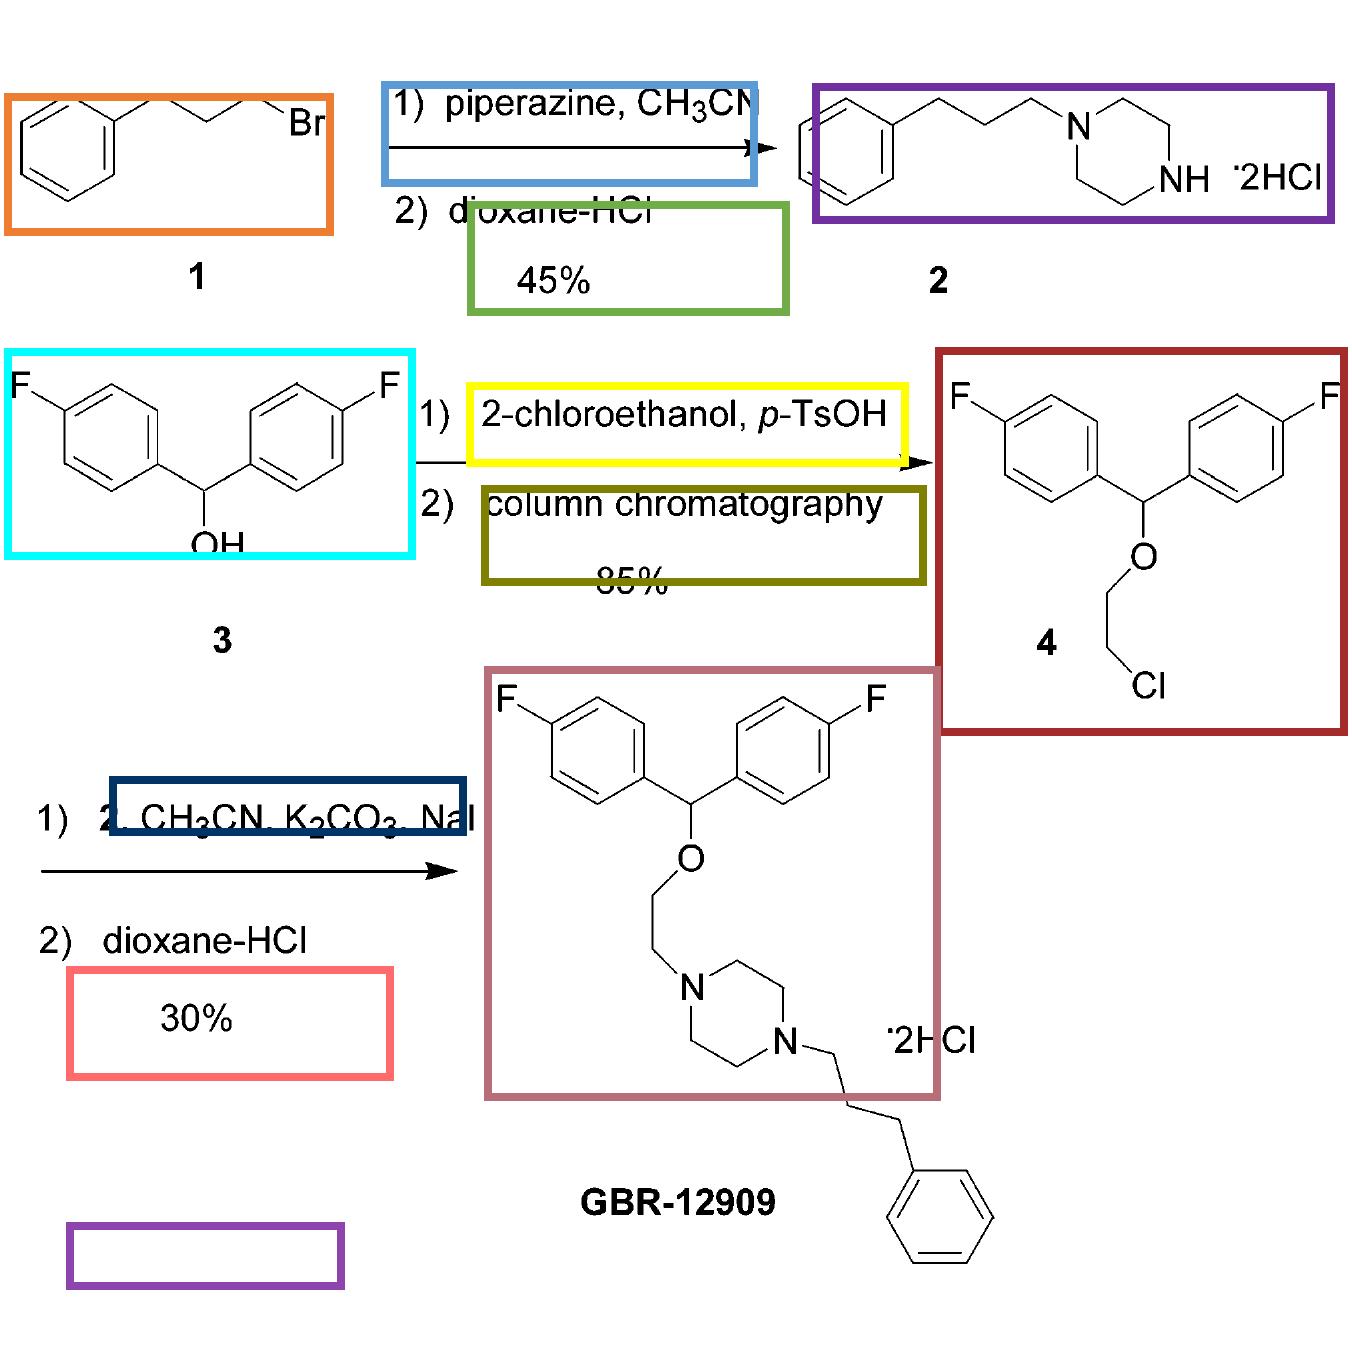 Br
1) piperazine, CH₃CN
2) dioxane-HCl
45%
N
NH ·2HCl
1
2
F F
OH
1) 2-chloroethanol, p-TsOH
2) column chromatography
85%
F F
O
Cl
3
4
1) 2, CH₃CN, K₂CO₃, NaI
2) dioxane-HCl
30%
F F
O
N
N ·2HCl
GBR-12909